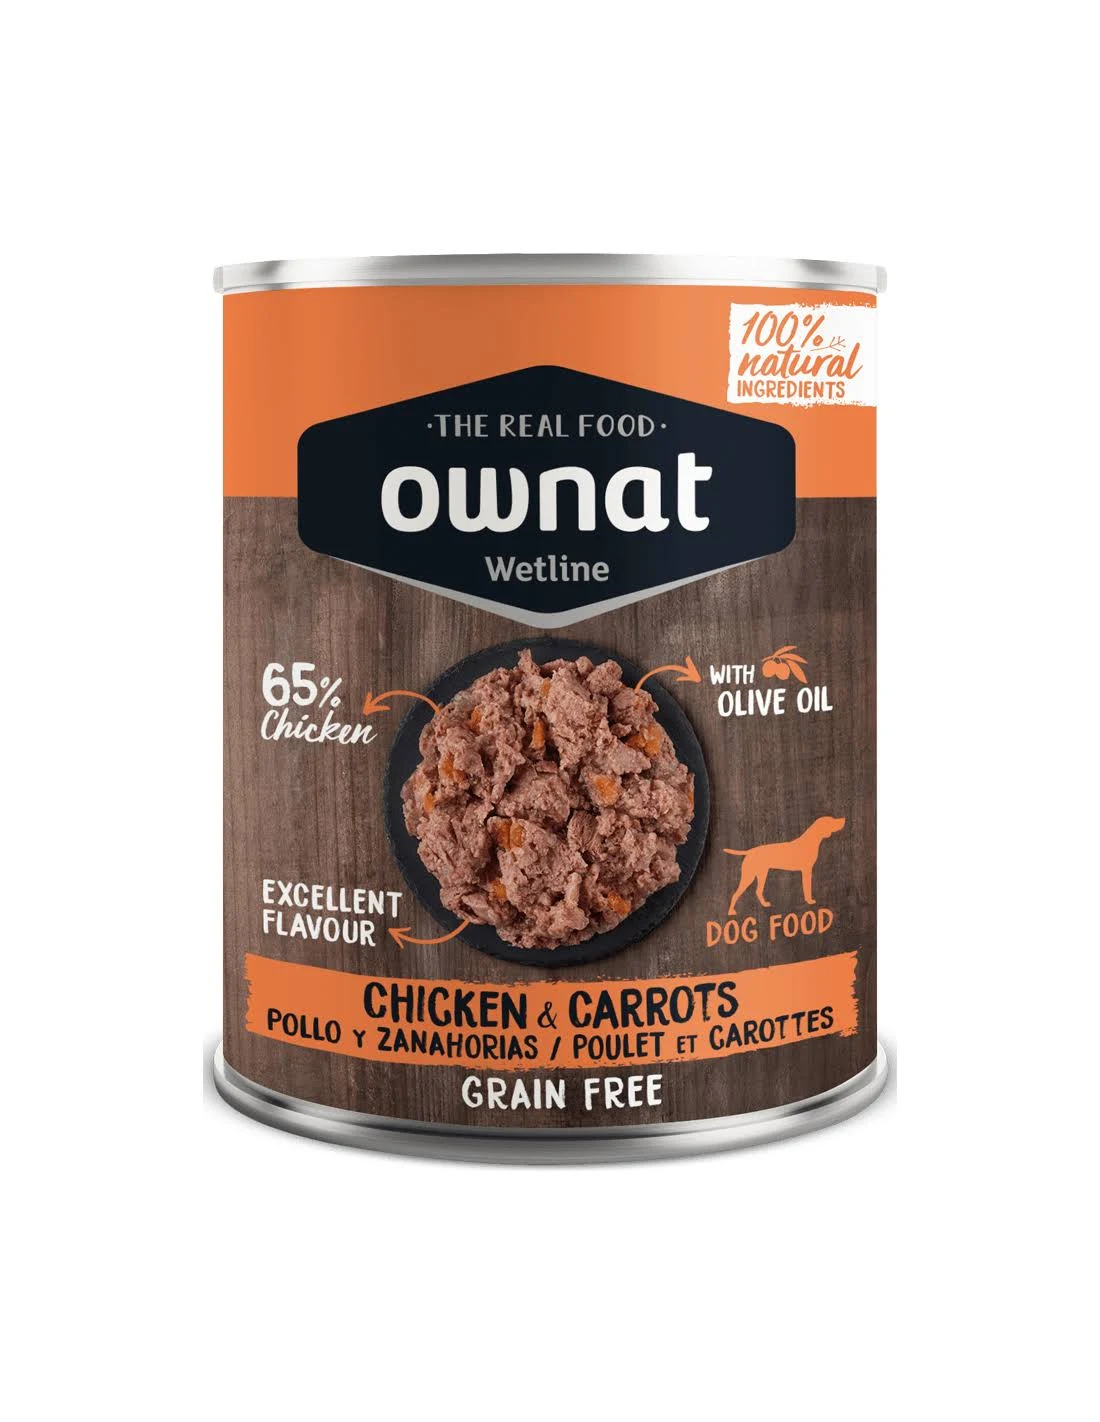 100%
natural
INGREDIENTS
·THE REAL FOOD·
ownat
Wetline
65%
Chicken
WITH
OLIVE OIL
EXCELLENT
FLAVOUR
DOG FOOD
CHICKEN & CARROTS
POLLO Y ZANAHORIAS / POULET ET CAROTTES
GRAIN FREE